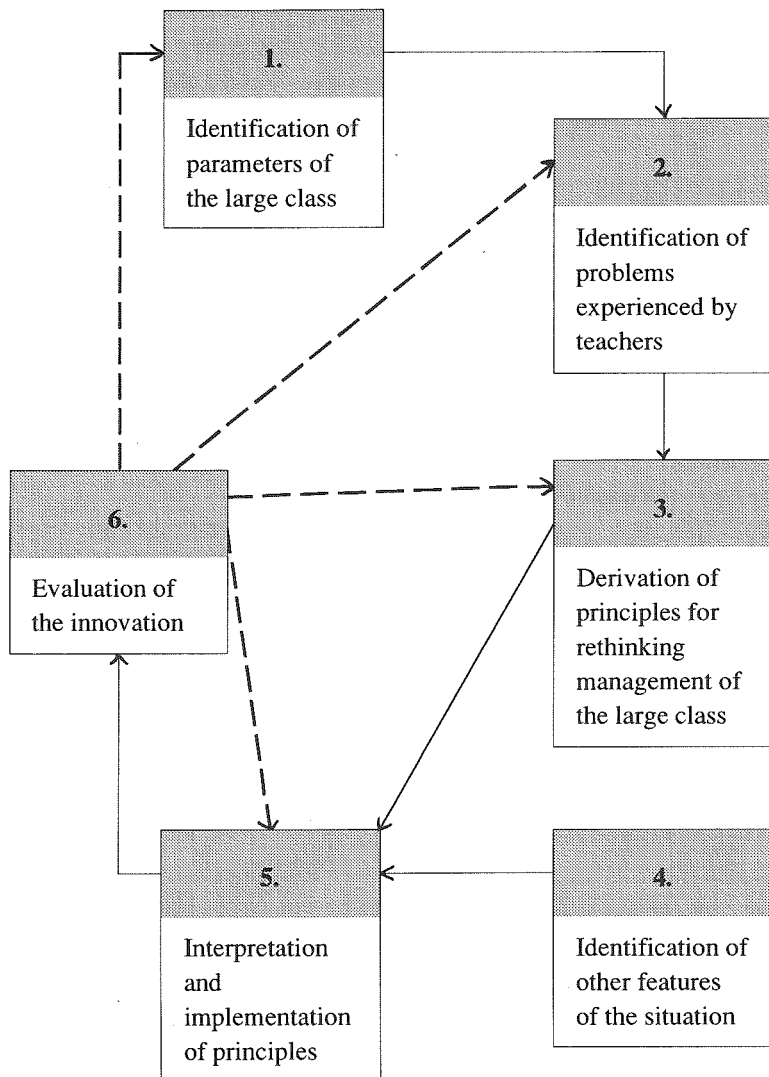 1.
Identification of
parameters of
the large class
2.
Identification of
problems
experienced by
teachers
6.
Evaluation of
the innovation
3.
Derivation of
principles for
rethinking
management of
the large class
5.
Interpretation
and
implementation
of principles
4.
Identification of
other features
of the situation